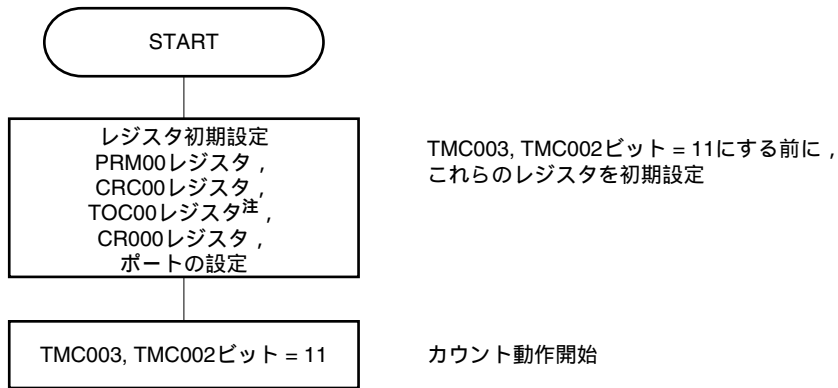 START
レジスタ初期設定
PRM00レジスタ，
CRC00レジスタ，
TOC00レジスタ注，
CR000レジスタ，
ポートの設定
TMC003, TMC002ビット = 11にする前に，
これらのレジスタを初期設定
TMC003, TMC002ビット = 11
カウント動作開始